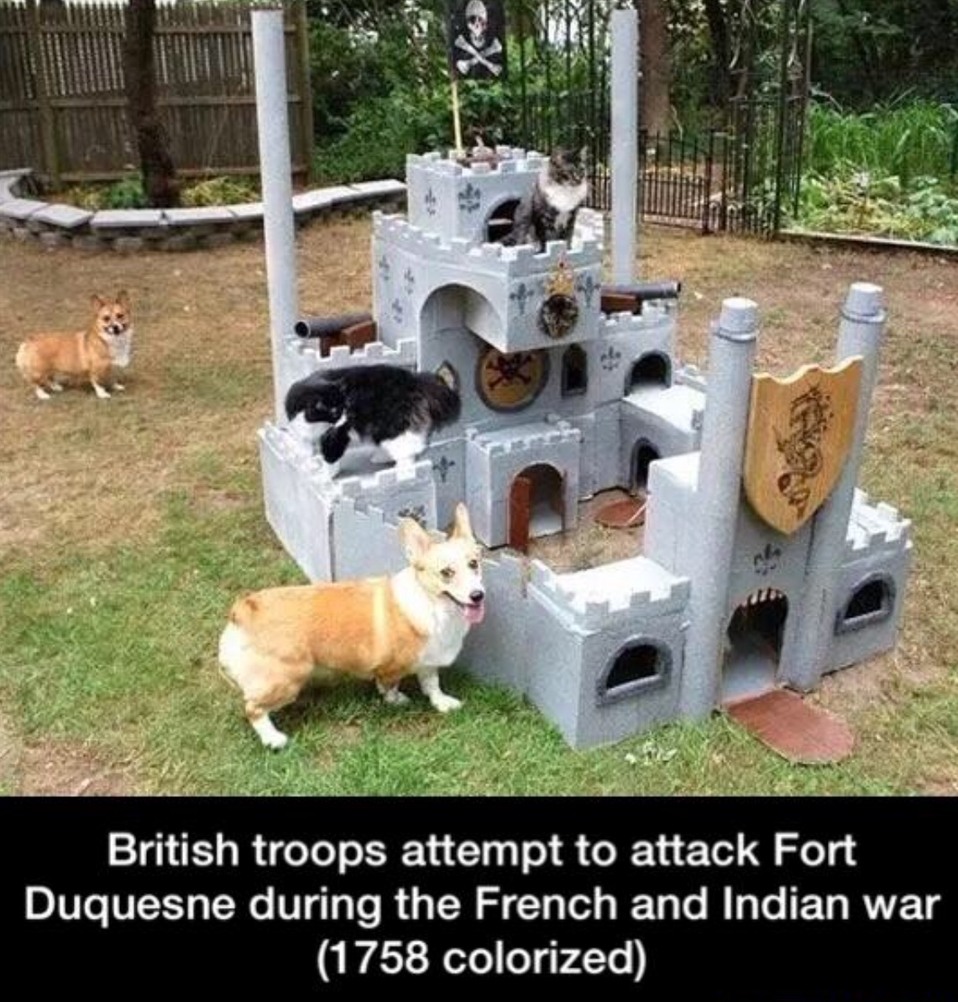 British troops attempt to attack Fort
Duquesne during the French and Indian war
(1758 colorized)